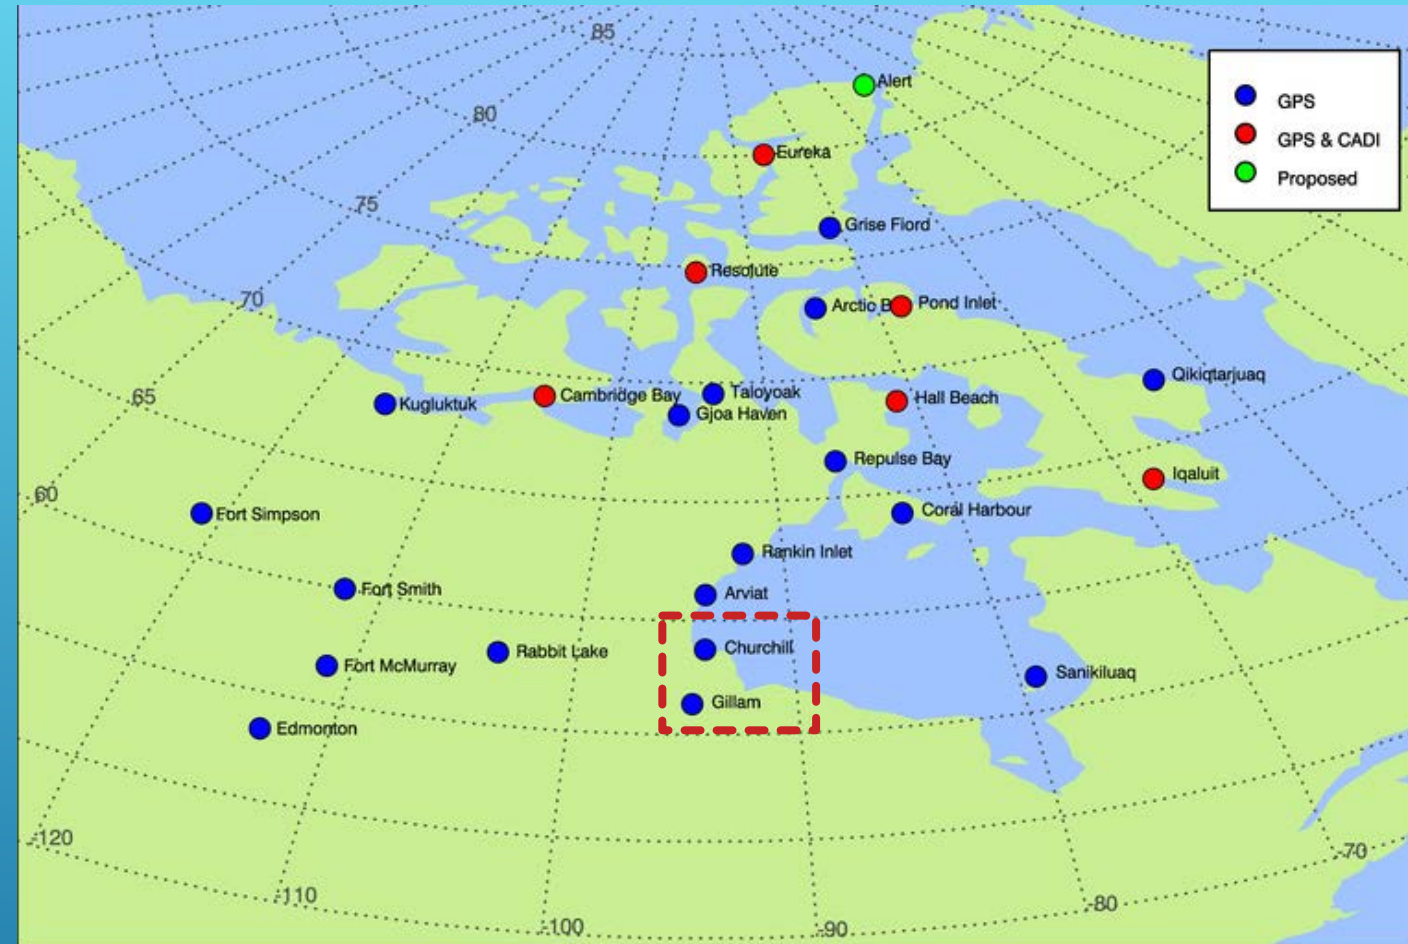 85
Alert
GPS
80
GPS & CADI
Eureka
Proposed
75
Grise Fiord
Resolute
70
Arctic B
Pond Inlet
65
Kugluktuk
Cambridge Bay
Taloyoak
Gjoa Haven
Hall Beach
Qikiqtarjuaq
Repulse Bay
Iqaluit
60
Fort Simpson
Coral Harbour
Rankin Inlet
Fort Smith
Arviat
Rabbit Lake
Churchill
Fort McMurray
Sanikiluaq
Gillam
Edmonton
-120
-110
-100
-90
-80
-70